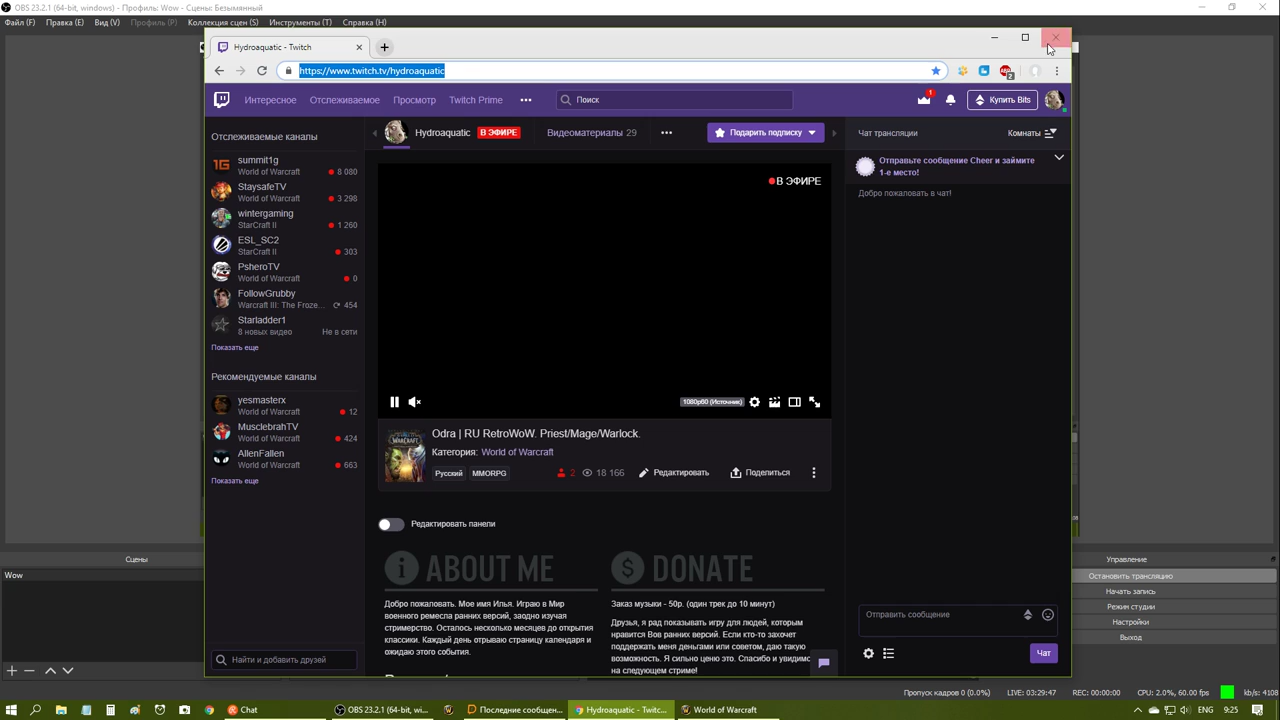 OBS 23.2.1 (64-bit, windows) - Профиль: Wow - Сцены: Безымянный
Файл (F) Правка (E) Вид (V) Профиль (P) Коллекция сцен (S) Инструменты (T) Справка (H)
Hydroaquatic - Twitch
https://www.twitch.tv/hydroaquatic
2
Интересное Отслеживаемое Просмотр Twitch Prime Поиск 1 Купить Bits
Отслеживаемые каналы
summit1g
World of Warcraft 8 080
StaysafeTV
World of Warcraft 3 298
wintergaming
StarCraft II 1 260
ESL_SC2
StarCraft II 303
PsheroTV
World of Warcraft 0
FollowGrubby
Warcraft III: The Froze... 454
Starladder1
8 новых видео Не в сети
Показать еще
Рекомендуемые каналы
yesmasterx
World of Warcraft 12
MusclebrahTV
World of Warcraft 424
AllenFallen
World of Warcraft 663
Показать еще
Найти и добавить друзей
Hydroaquatic В ЭФИРЕ Видеоматериалы 29 Подарить подписку
В ЭФИРЕ
1080p60 (Источник)
Odra | RU RetroWoW. Priest/Mage/Warlock.
Категория: World of Warcraft
Русский MMORPG 2 18 166 Редактировать Поделиться
Редактировать панели
ABOUT ME
Добро пожаловать. Мое имя Илья. Играю в Мир
военного ремесла ранних версий, заодно изучая
стримерство. Осталось несколько месяцев до открытия
классики. Каждый день отрываю страницу календаря и
ожидаю этого события.
DONATE
Заказ музыки - 50р. (один трек до 10 минут)
Друзья, я рад показывать игру для людей, которым
нравится Вов ранних версий. Если кто-то захочет
поддержать меня деньгами или советом, даю такую
возможность. Я сильно ценю это. Спасибо и увидимс
на следующем стриме!
Чат трансляции Комнаты
Отправьте сообщение Cheer и займите
1-е место!
Добро пожаловать в чат!
Отправить сообщение
Чат
Сцены
Wow
Управление
Остановить трансляцию
Начать запись
Режим студии
Настройки
Выход
Пропуск кадров 0 (0.0%) LIVE: 03:29:47 REC: 00:00:00 CPU: 2.0%, 60.00 fps kb/s: 4108
Chat OBS 23.2.1 (64-bit, wi... Последние сообщен... Hydroaquatic - Twitc... World of Warcraft ENG 9:25